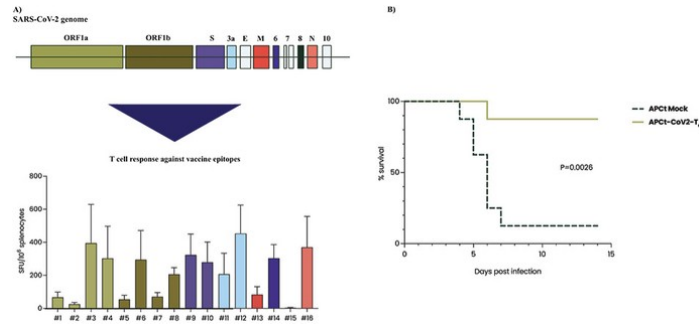 A)
SARS-CoV-2 genome
ORF1a ORF1b S 3a E M 6 7 8 N 10
T cell response against vaccine epitopes
800
600
400
200
0
SFU/10⁶ splenocytes
#1 #2 #3 #4 #5 #6 #7 #8 #9 #10 #11 #12 #13 #14 #15 #16
B)
APCt Mock
APCt-CoV2-T
100
50
0
% survival
P=0.0026
0 5 10 15
Days post infection